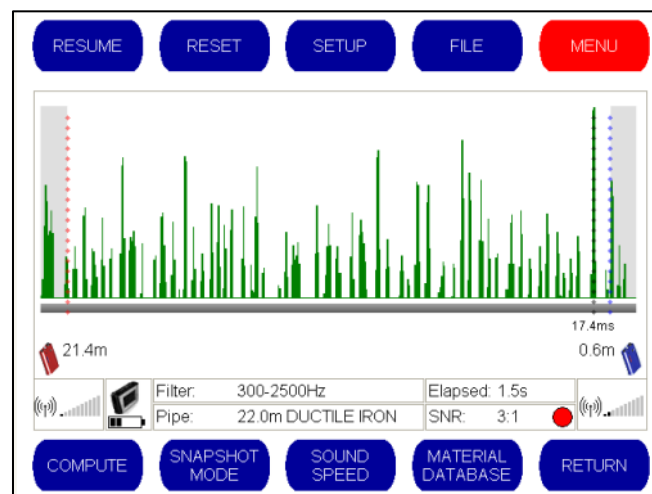 RESUME
RESET
SETUP
FILE
MENU
17.4ms
21.4m
0.6m
Filter: 300-2500Hz
Elapsed: 1.5s
Pipe: 22.0m DUCTILE IRON
SNR: 3:1
COMPUTE
SNAPSHOT
MODE
SOUND
SPEED
MATERIAL
DATABASE
RETURN